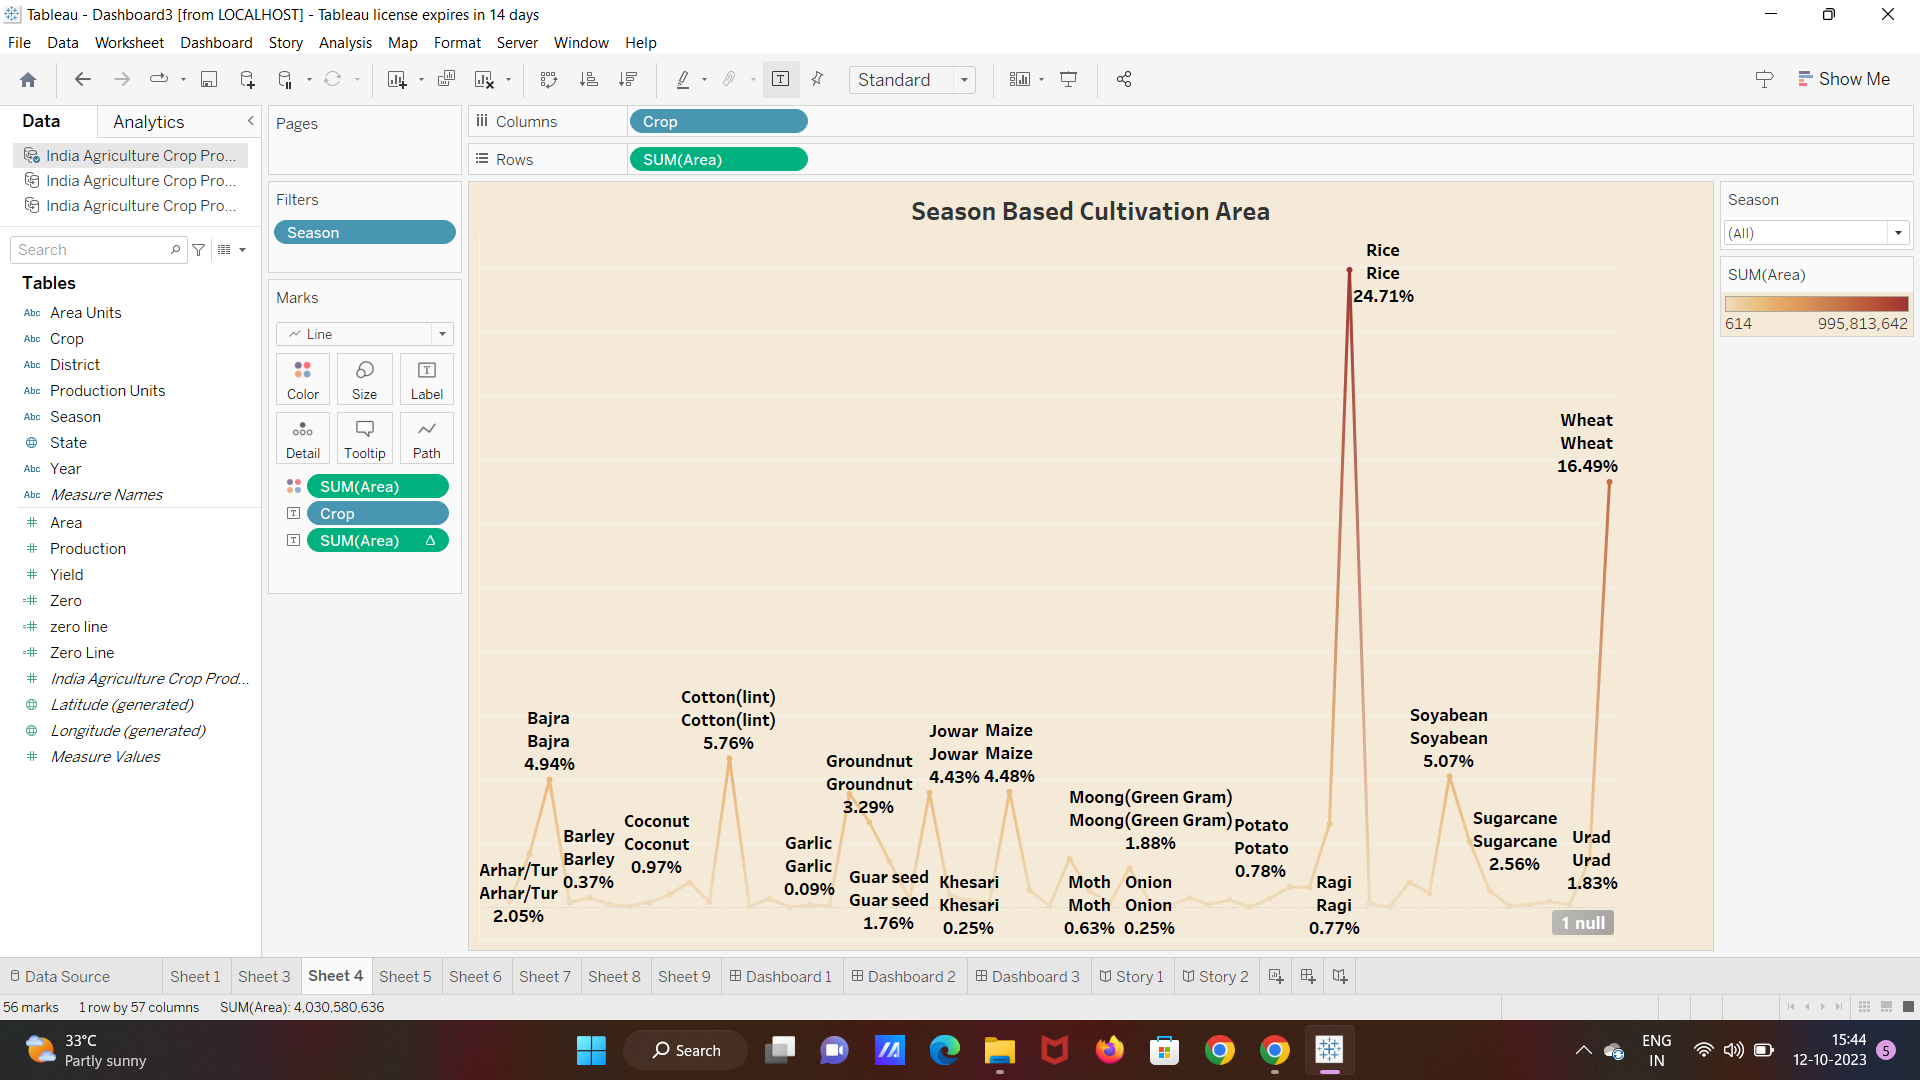 Tableau - Dashboard3 [from LOCALHOST] - Tableau license expires in 14 days
File Data Worksheet Dashboard Story Analysis Map Format Server Window Help
Standard
Show Me
Data Analytics
India Agriculture Crop Pro...
India Agriculture Crop Pro...
India Agriculture Crop Pro...
Search
Tables
Abc Area Units
Abc Crop
Abc District
Abc Production Units
Abc Season
State
Abc Year
Abc Measure Names
# Area
# Production
# Yield
=# Zero
=# zero line
=# Zero Line
# India Agriculture Crop Prod...
Latitude (generated)
Longitude (generated)
# Measure Values
Pages
Filters
Season
Marks
Line
Color Size Label
Detail Tooltip Path
SUM(Area)
Crop
SUM(Area) Δ
Columns Crop
Rows SUM(Area)
Season Based Cultivation Area
Arhar/Tur
Arhar/Tur
2.05%
Bajra
Bajra
4.94%
Barley
Barley
0.37%
Coconut
Coconut
0.97%
Cotton(lint)
Cotton(lint)
5.76%
Garlic
Garlic
0.09%
Groundnut
Groundnut
3.29%
Guar seed
Guar seed
1.76%
Jowar
Jowar
4.43%
Khesari
Khesari
0.25%
Maize
Maize
4.48%
Moth
Moth
0.63%
Moong(Green Gram)
Moong(Green Gram)
1.88%
Onion
Onion
0.25%
Potato
Potato
0.78%
Ragi
Ragi
0.77%
Rice
Rice
24.71%
Soyabean
Soyabean
5.07%
Sugarcane
Sugarcane
2.56%
Urad
Urad
1.83%
Wheat
Wheat
16.49%
1 null
Season
(All)
SUM(Area)
614 995,813,642
Data Source Sheet 1 Sheet 3 Sheet 4 Sheet 5 Sheet 6 Sheet 7 Sheet 8 Sheet 9 Dashboard 1 Dashboard 2 Dashboard 3 Story 1 Story 2
56 marks 1 row by 57 columns SUM(Area): 4,030,580,636
33°C
Partly sunny
Search
ENG
IN
15:44
12-10-2023
5